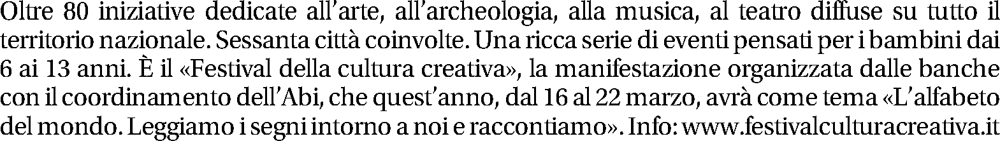 Oltre 80 iniziative dedicate all'arte, all'archeologia, alla musica, al teatro diffuse su tutto il
territorio nazionale. Sessanta città coinvolte. Una ricca serie di eventi pensati per i bambini dai
6 ai 13 anni. È il «Festival della cultura creativa», la manifestazione organizzata dalle banche
con il coordinamento dell'Abi, che quest'anno, dal 16 al 22 marzo, avrà come tema «L'alfabeto
del mondo. Leggiamo i segni intorno a noi e raccontiamo». Info: www.festivalculturacreativa.it